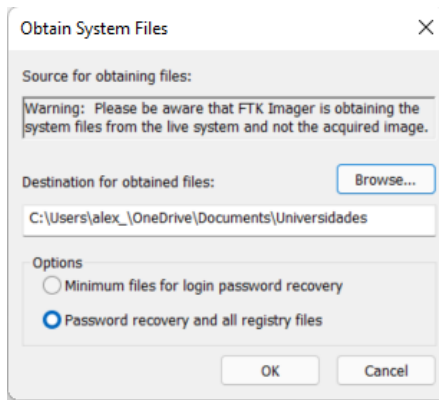 Obtain System Files
Source for obtaining files:
Warning:  Please be aware that FTK Imager is obtaining the
system files from the live system and not the acquired image.
Destination for obtained files:
Browse...
C:\Users\alex_\OneDrive\Documents\Universidades
Options
Minimum files for login password recovery
Password recovery and all registry files
OK
Cancel